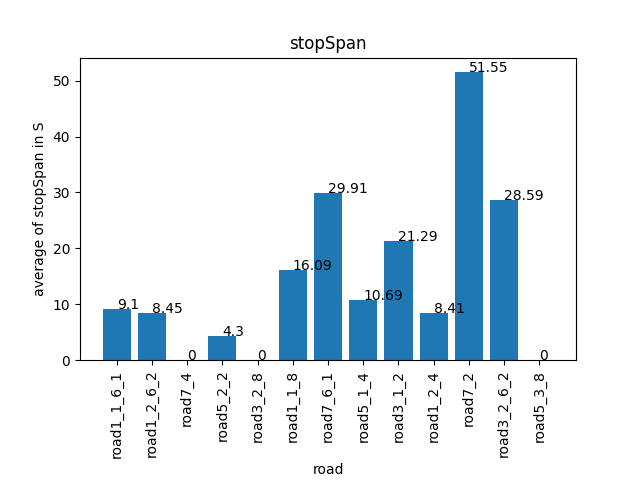 stopSpan
average of stopSpan in S
50
40
30
20
10
0
9.1
8.45
0
4.3
0
16.09
29.91
10.69
21.29
8.41
51.55
28.59
0
road1_1_6_1
road1_2_6_2
road7_4
road5_2_2
road3_2_8
road1_1_8
road7_6_1
road5_1_4
road3_1_2
road1_2_4
road7_2
road3_2_6_2
road5_3_8
road